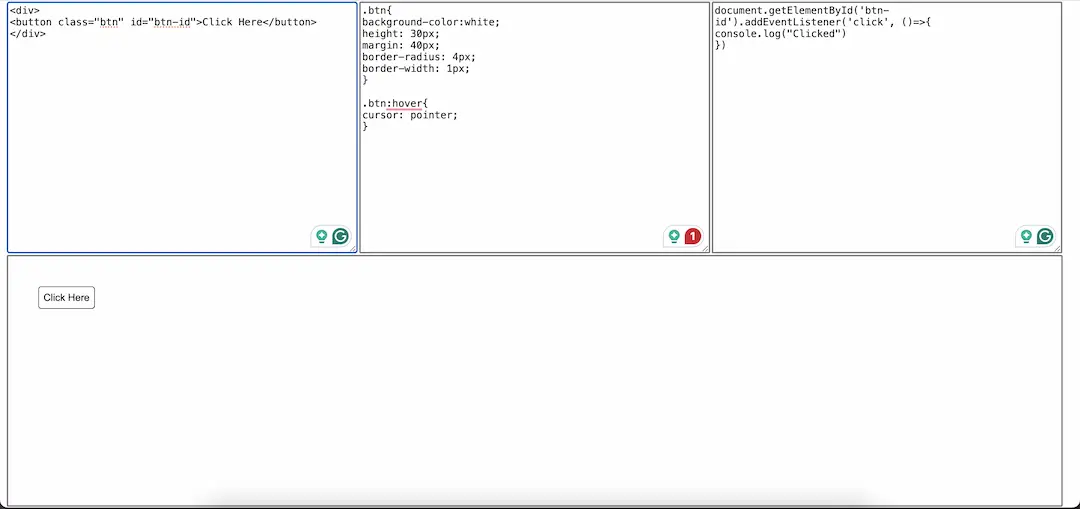 <div>
<button class="btn" id="btn-id">Click Here</button>
</div>
.btn{
background-color:white;
height: 30px;
margin: 40px;
border-radius: 4px;
border-width: 1px;
}
.btn:hover{
cursor: pointer;
}
document.getElementById('btn-
id').addEventListener('click', ()=>{
console.log("Clicked")
})
1
Click Here